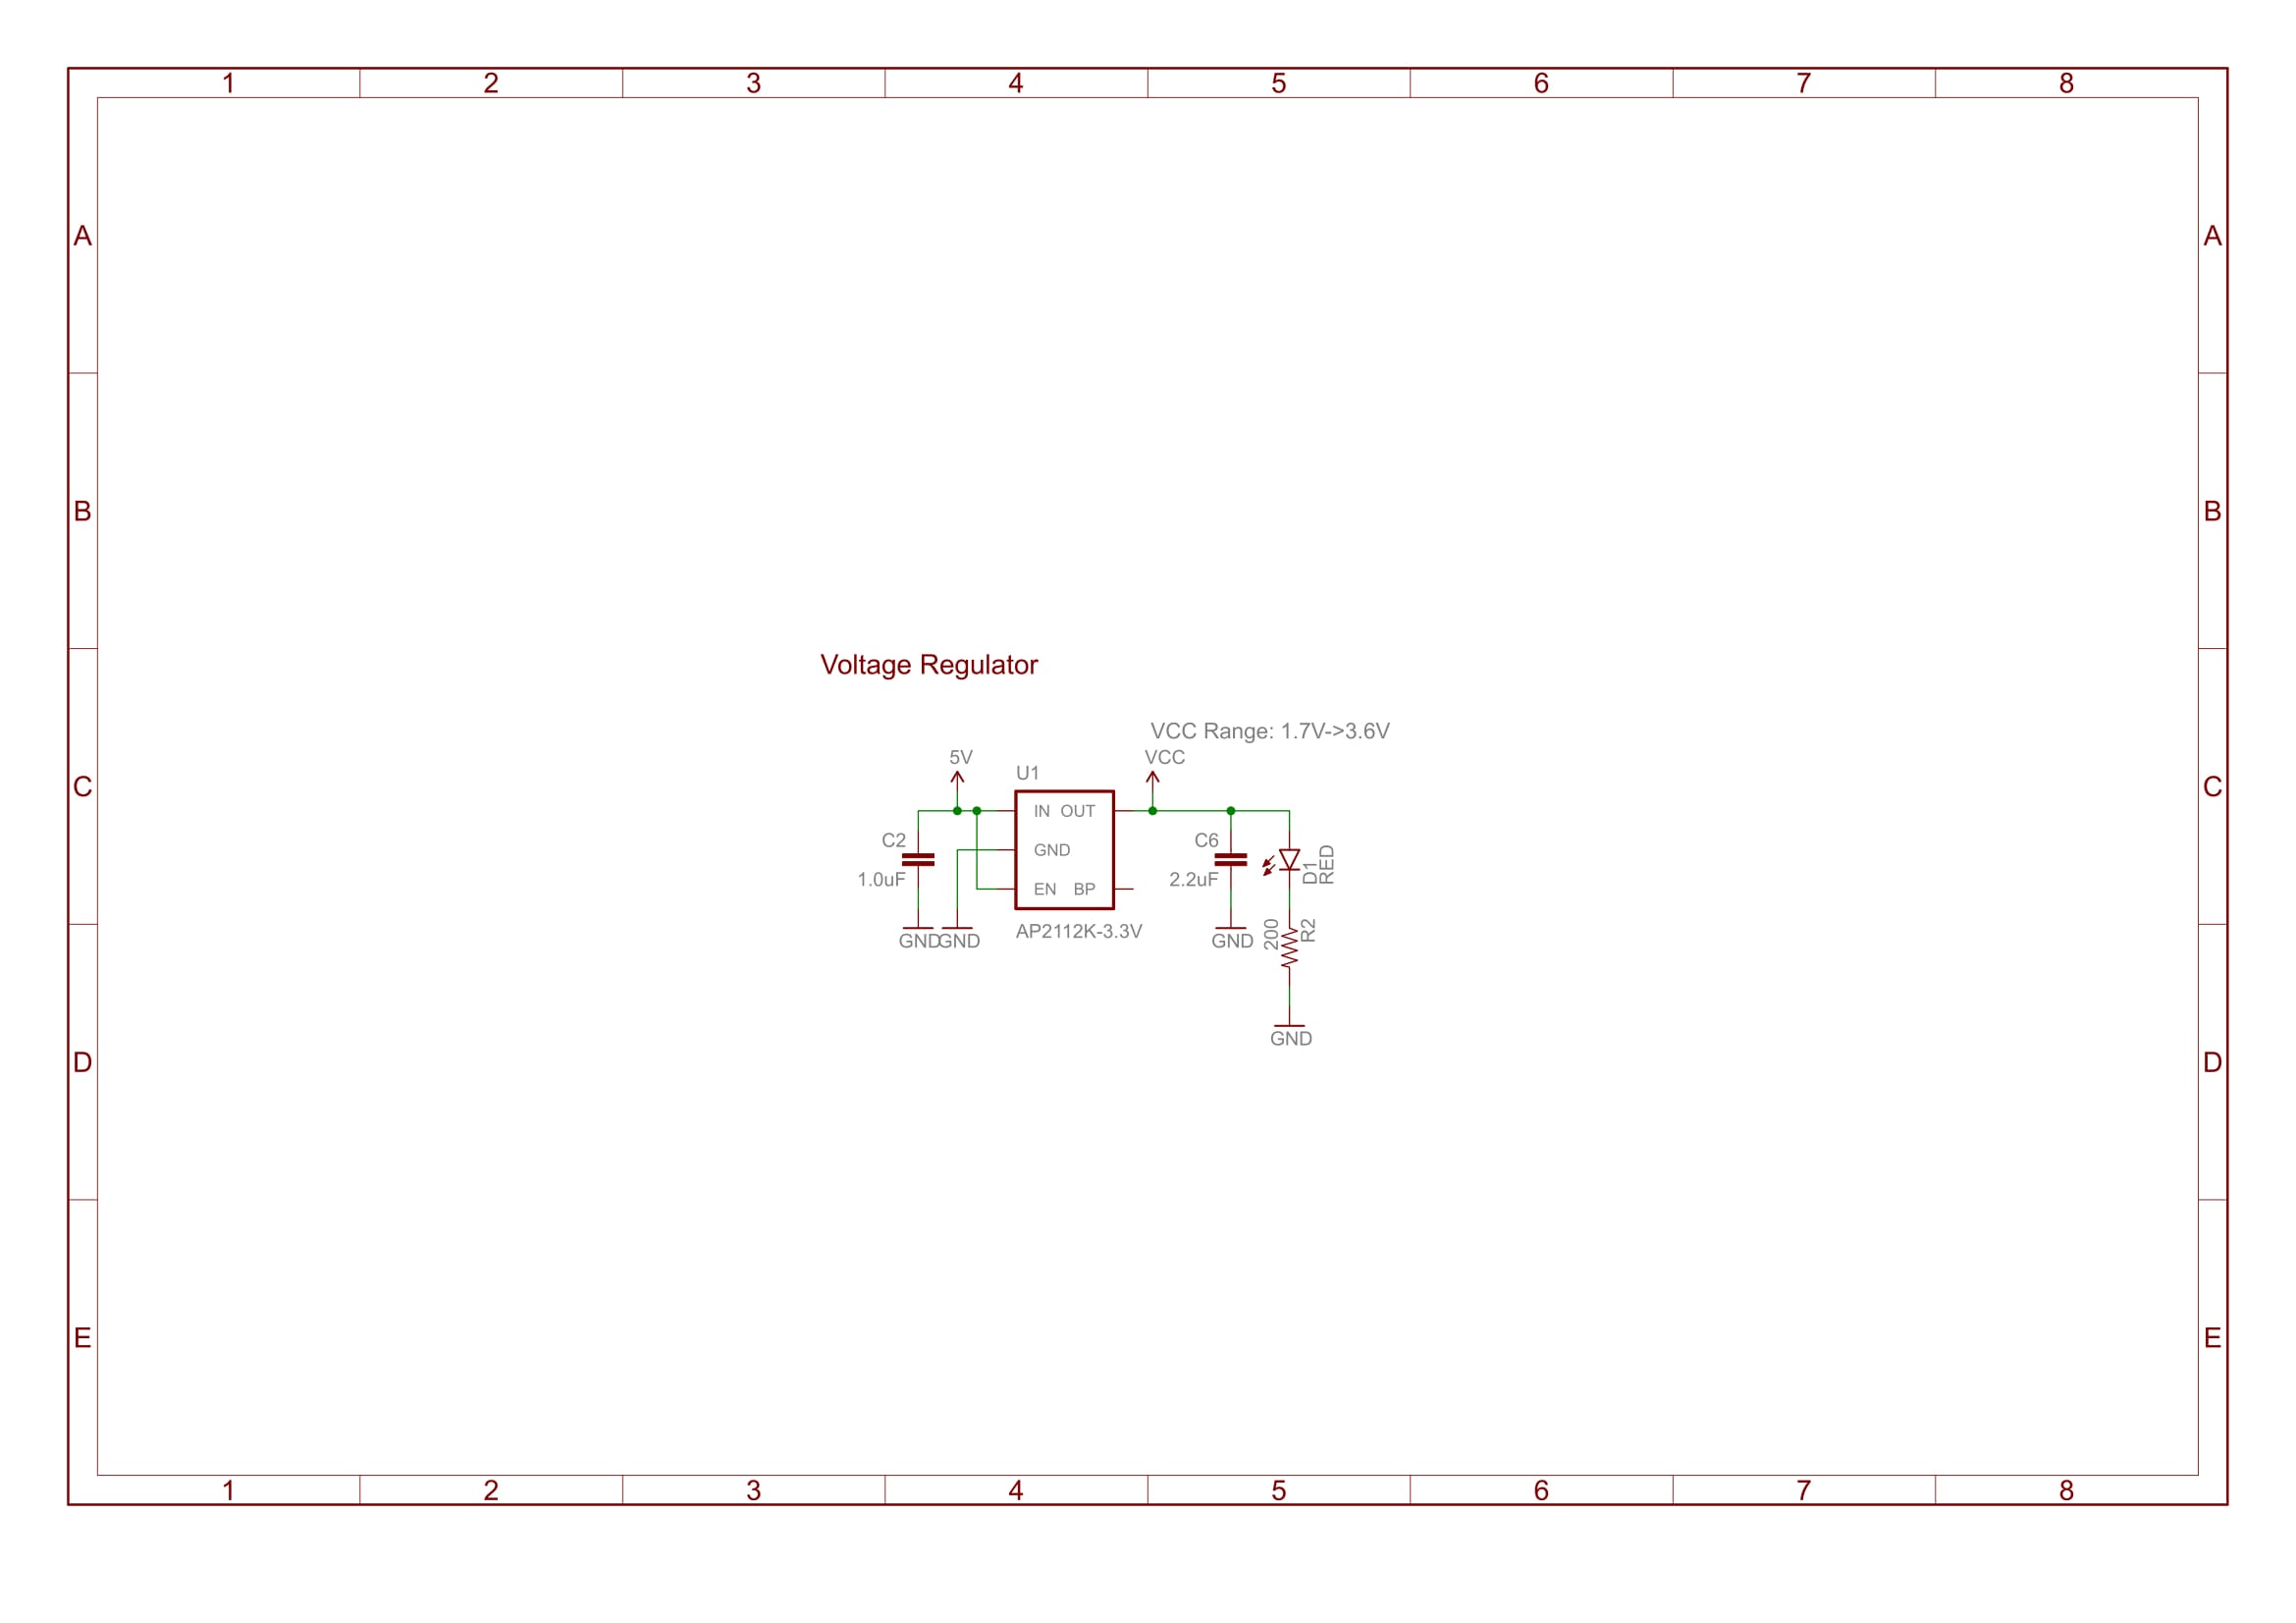 1 2 3 4 5 6 7 8
A A
B B
Voltage Regulator
VCC Range: 1.7V->3.6V
5V VCC
U1
C C
IN OUT
C2 C6
GND
D1
RED
1.0uF 2.2uF
EN BP
AP2112K-3.3V
200
R2
GND GND GND
GND
D D
E E
1 2 3 4 5 6 7 8